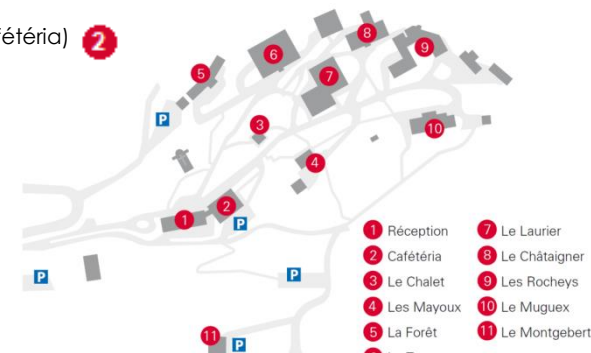 fétéria) 2
8
6
9
5
7
P
3
10
4
2
1
P
P
P
11
P
1 Réception
2 Cafétéria
3 Le Chalet
4 Les Mayoux
5 La Forêt
7 Le Laurier
8 Le Châtaigner
9 Les Rocheys
10 Le Muguex
11 Le Montgebert